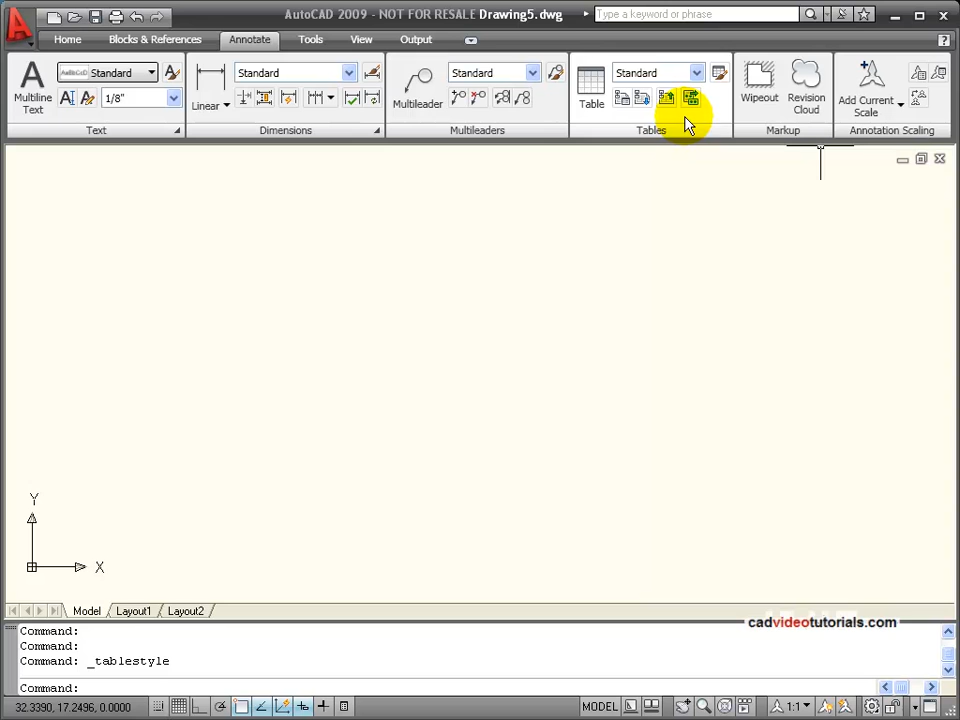 AutoCAD 2009 - NOT FOR RESALE Drawing5.dwg
Type a keyword or phrase
Home Blocks & References Annotate Tools View Output
Standard Standard Standard Standard
Multiline Text
1/8"
Linear
Multileader
Table
Wipeout
Revision Cloud
Add Current Scale
Text Dimensions Multileaders Tables Markup Annotation Scaling
Y
X
Model Layout1 Layout2
cadvideotutorials.com
Command:
Command:
Command: _tablestyle
Command:
32.3390, 17.2496, 0.0000 MODEL 1:1